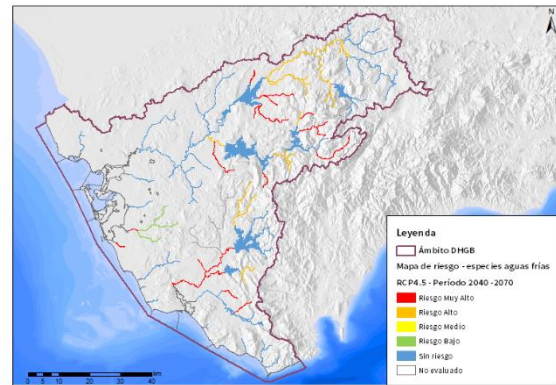 N
Leyenda
Ámbito DHGB
Mapa de riesgo - especies aguas frías
RCP4.5 - Período 2040 -2070
Riesgo Muy Alto
Riesgo Alto
Riesgo Medio
Riesgo Bajo
Sin riesgo
No evaluado
0 5 10 20 30 40
km